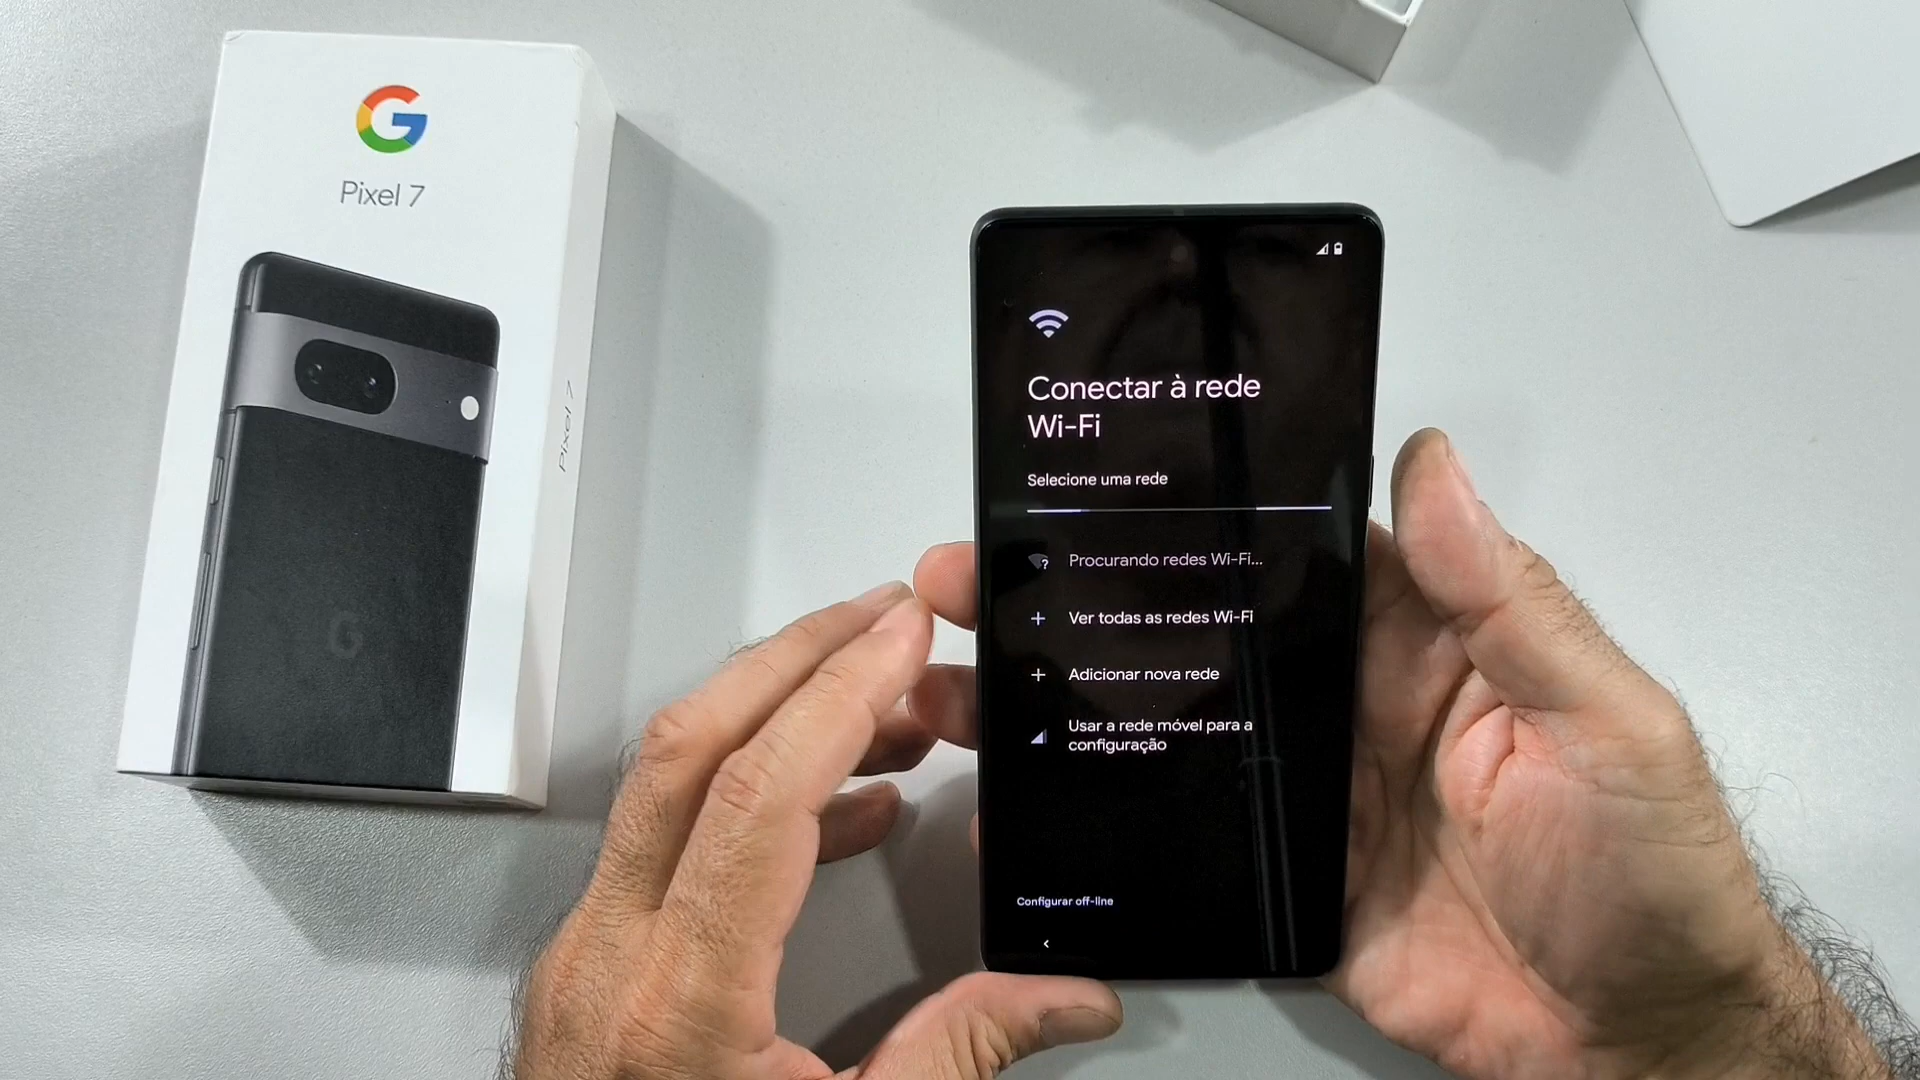 Pixel 7
Pixel 7
Conectar à rede
Wi-Fi
Selecione uma rede
Procurando redes Wi-Fi...
Ver todas as redes Wi-Fi
Adicionar nova rede
Usar a rede móvel para a
configuração
Configurar off-line